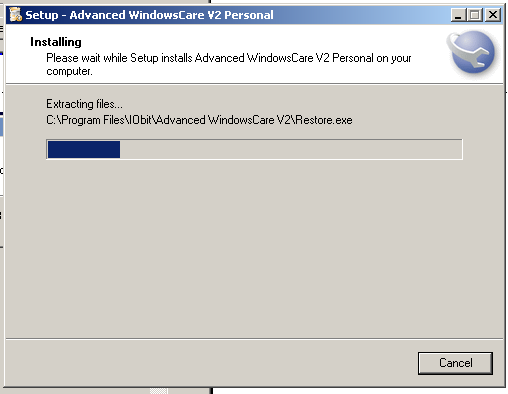 Setup - Advanced WindowsCare V2 Personal
Installing
Please wait while Setup installs Advanced WindowsCare V2 Personal on your
computer.
Extracting files...
C:\Program Files\IObit\Advanced WindowsCare V2\Restore.exe
Cancel